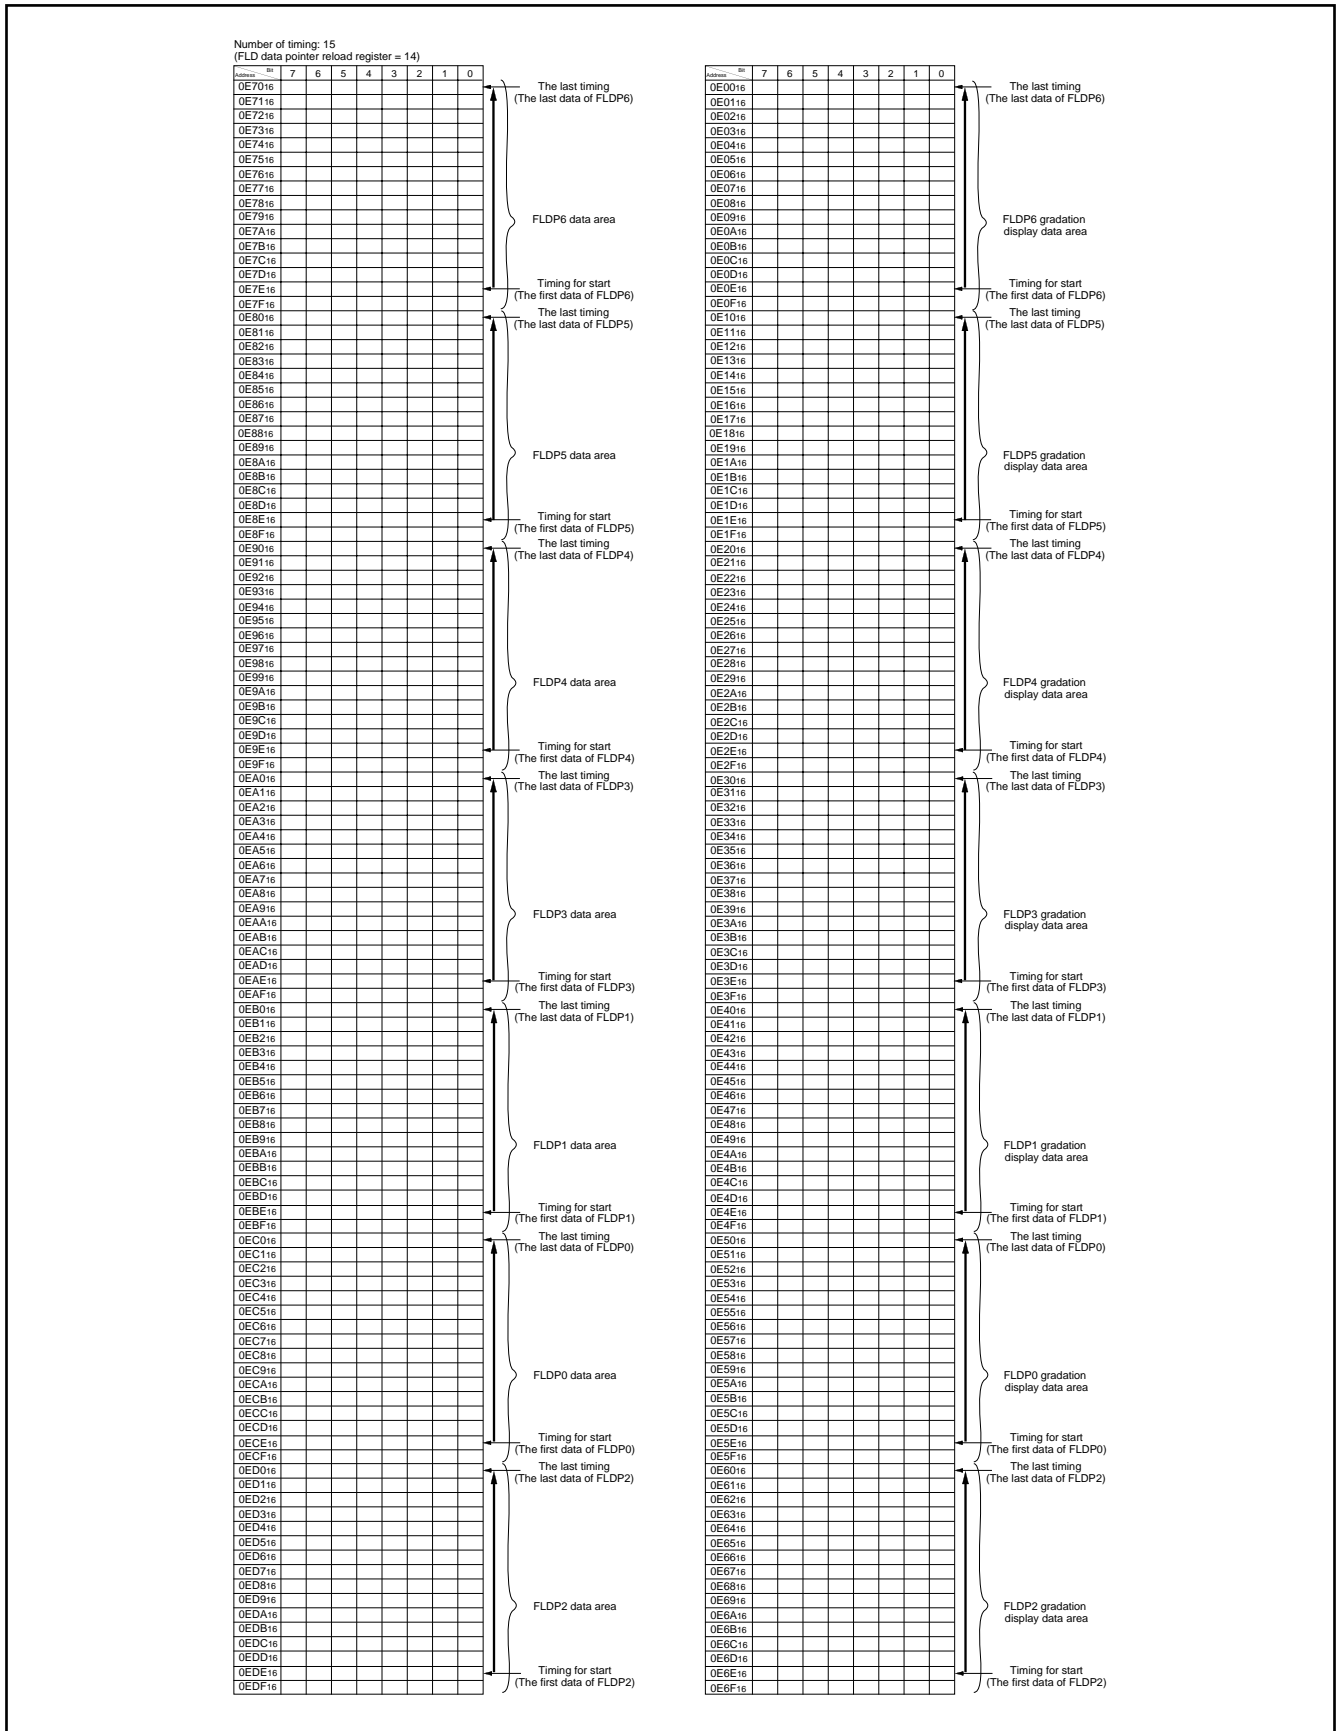 Number of timing: 15
(FLD data pointer reload register = 14)
Bit
Address 7 6 5 4 3 2 1 0
0E7016 The last timing
(The last data of FLDP6)
0E7116
0E7216
0E7316
0E7416
0E7516
0E7616
0E7716
0E7816
0E7916 FLDP6 data area
0E7A16
0E7B16
0E7C16
0E7D16
0E7E16 Timing for start
(The first data of FLDP6)
0E7F16
0E8016 The last timing
(The last data of FLDP5)
0E8116
0E8216
0E8316
0E8416
0E8516
0E8616
0E8716
0E8816
0E8916 FLDP5 data area
0E8A16
0E8B16
0E8C16
0E8D16
0E8E16 Timing for start
(The first data of FLDP5)
0E8F16
0E9016 The last timing
(The last data of FLDP4)
0E9116
0E9216
0E9316
0E9416
0E9516
0E9616
0E9716
0E9816
0E9916 FLDP4 data area
0E9A16
0E9B16
0E9C16
0E9D16
0E9E16 Timing for start
(The first data of FLDP4)
0E9F16
0EA016 The last timing
(The last data of FLDP3)
0EA116
0EA216
0EA316
0EA416
0EA516
0EA616
0EA716
0EA816
0EA916 FLDP3 data area
0EAA16
0EAB16
0EAC16
0EAD16
0EAE16 Timing for start
(The first data of FLDP3)
0EAF16
0EB016 The last timing
(The last data of FLDP1)
0EB116
0EB216
0EB316
0EB416
0EB516
0EB616
0EB716
0EB816
0EB916 FLDP1 data area
0EBA16
0EBB16
0EBC16
0EBD16
0EBE16 Timing for start
(The first data of FLDP1)
0EBF16
0EC016 The last timing
(The last data of FLDP0)
0EC116
0EC216
0EC316
0EC416
0EC516
0EC616
0EC716
0EC816
0EC916 FLDP0 data area
0ECA16
0ECB16
0ECC16
0ECD16
0ECE16 Timing for start
(The first data of FLDP0)
0ECF16
0ED016 The last timing
(The last data of FLDP2)
0ED116
0ED216
0ED316
0ED416
0ED516
0ED616
0ED716
0ED816
0ED916 FLDP2 data area
0EDA16
0EDB16
0EDC16
0EDD16
0EDE16 Timing for start
(The first data of FLDP2)
0EDF16
Bit
Address 7 6 5 4 3 2 1 0
0E0016 The last timing
(The last data of FLDP6)
0E0116
0E0216
0E0316
0E0416
0E0516
0E0616
0E0716
0E0816
0E0916 FLDP6 gradation
0E0A16 display data area
0E0B16
0E0C16
0E0D16
0E0E16 Timing for start
(The first data of FLDP6)
0E0F16
0E1016 The last timing
(The last data of FLDP5)
0E1116
0E1216
0E1316
0E1416
0E1516
0E1616
0E1716
0E1816
0E1916 FLDP5 gradation
0E1A16 display data area
0E1B16
0E1C16
0E1D16
0E1E16 Timing for start
(The first data of FLDP5)
0E1F16
0E2016 The last timing
(The last data of FLDP4)
0E2116
0E2216
0E2316
0E2416
0E2516
0E2616
0E2716
0E2816
0E2916 FLDP4 gradation
0E2A16 display data area
0E2B16
0E2C16
0E2D16
0E2E16 Timing for start
(The first data of FLDP4)
0E2F16
0E3016 The last timing
(The last data of FLDP3)
0E3116
0E3216
0E3316
0E3416
0E3516
0E3616
0E3716
0E3816
0E3916 FLDP3 gradation
0E3A16 display data area
0E3B16
0E3C16
0E3D16
0E3E16 Timing for start
(The first data of FLDP3)
0E3F16
0E4016 The last timing
(The last data of FLDP1)
0E4116
0E4216
0E4316
0E4416
0E4516
0E4616
0E4716
0E4816
0E4916 FLDP1 gradation
0E4A16 display data area
0E4B16
0E4C16
0E4D16
0E4E16 Timing for start
(The first data of FLDP1)
0E4F16
0E5016 The last timing
(The last data of FLDP0)
0E5116
0E5216
0E5316
0E5416
0E5516
0E5616
0E5716
0E5816
0E5916 FLDP0 gradation
0E5A16 display data area
0E5B16
0E5C16
0E5D16
0E5E16 Timing for start
(The first data of FLDP0)
0E5F16
0E6016 The last timing
(The last data of FLDP2)
0E6116
0E6216
0E6316
0E6416
0E6516
0E6616
0E6716
0E6816
0E6916 FLDP2 gradation
0E6A16 display data area
0E6B16
0E6C16
0E6D16
0E6E16 Timing for start
(The first data of FLDP2)
0E6F16